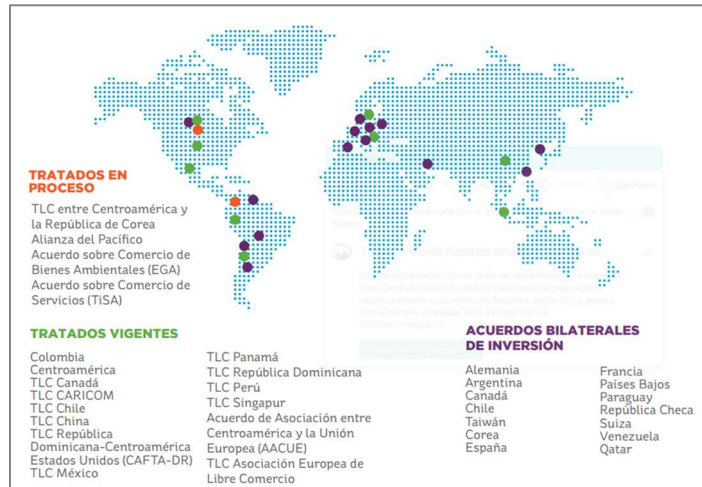 TRATADOS EN
PROCESO
TLC entre Centroamérica y
la República de Corea
Alianza del Pacífico
Acuerdo sobre Comercio de
Bienes Ambientales (EGA)
Acuerdo sobre Comercio de
Servicios (TiSA)
TRATADOS VIGENTES
Colombia
Centroamérica
TLC Canadá
TLC CARICOM
TLC Chile
TLC China
TLC República
Dominicana-Centroamérica
Estados Unidos (CAFTA-DR)
TLC México
TLC Panamá
TLC República Dominicana
TLC Perú
TLC Singapur
Acuerdo de Asociación entre
Centroamérica y la Unión
Europea (AACUE)
TLC Asociación Europea de
Libre Comercio
ACUERDOS BILATERALES
DE INVERSIÓN
Alemania
Argentina
Canadá
Chile
Taiwán
Corea
España
Francia
Países Bajos
Paraguay
República Checa
Suiza
Venezuela
Qatar